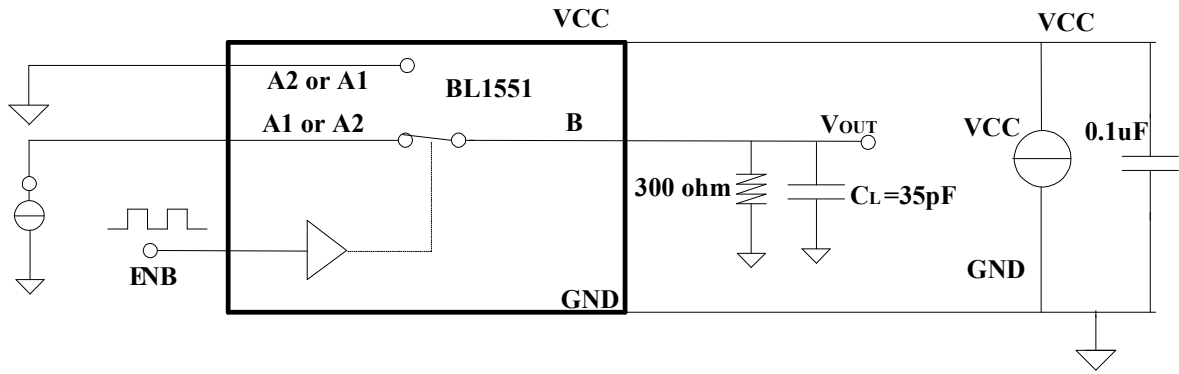 VCC
VCC
A2 or A1
BL1551
A1 or A2
B
VOUT
VCC
0.1uF
300 ohm
CL=35pF
ENB
GND
GND